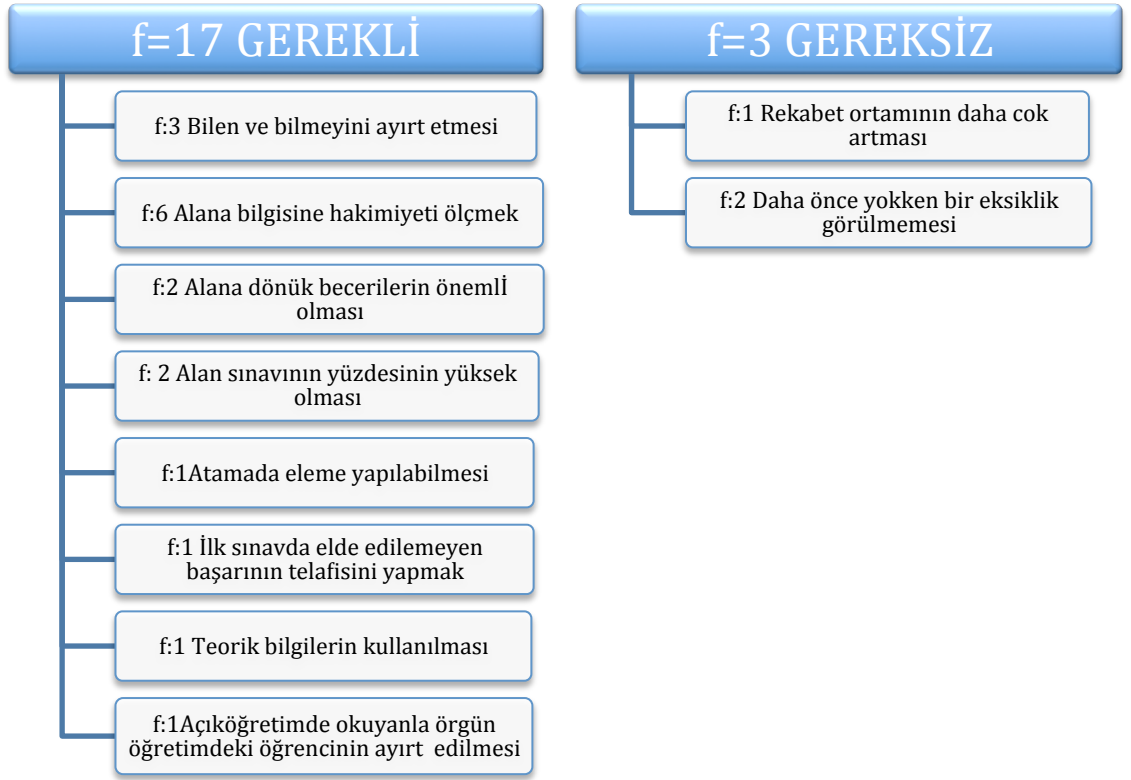 f=17 GEREKLİ
f:3 Bilen ve bilmeyini ayırt etmesi
f:6 Alana bilgisine hakimiyeti ölçmek
f:2 Alana dönük becerilerin önemlİ
olması
f: 2 Alan sınavının yüzdesinin yüksek
olması
f:1Atamada eleme yapılabilmesi
f:1 İlk sınavda elde edilemeyen
başarının telafisini yapmak
f:1 Teorik bilgilerin kullanılması
f:1Açıköğretimde okuyanla örgün
öğretimdeki öğrencinin ayırt edilmesi
f=3 GEREKSİZ
f:1 Rekabet ortamının daha cok
artması
f:2 Daha önce yokken bir eksiklik
görülmemesi